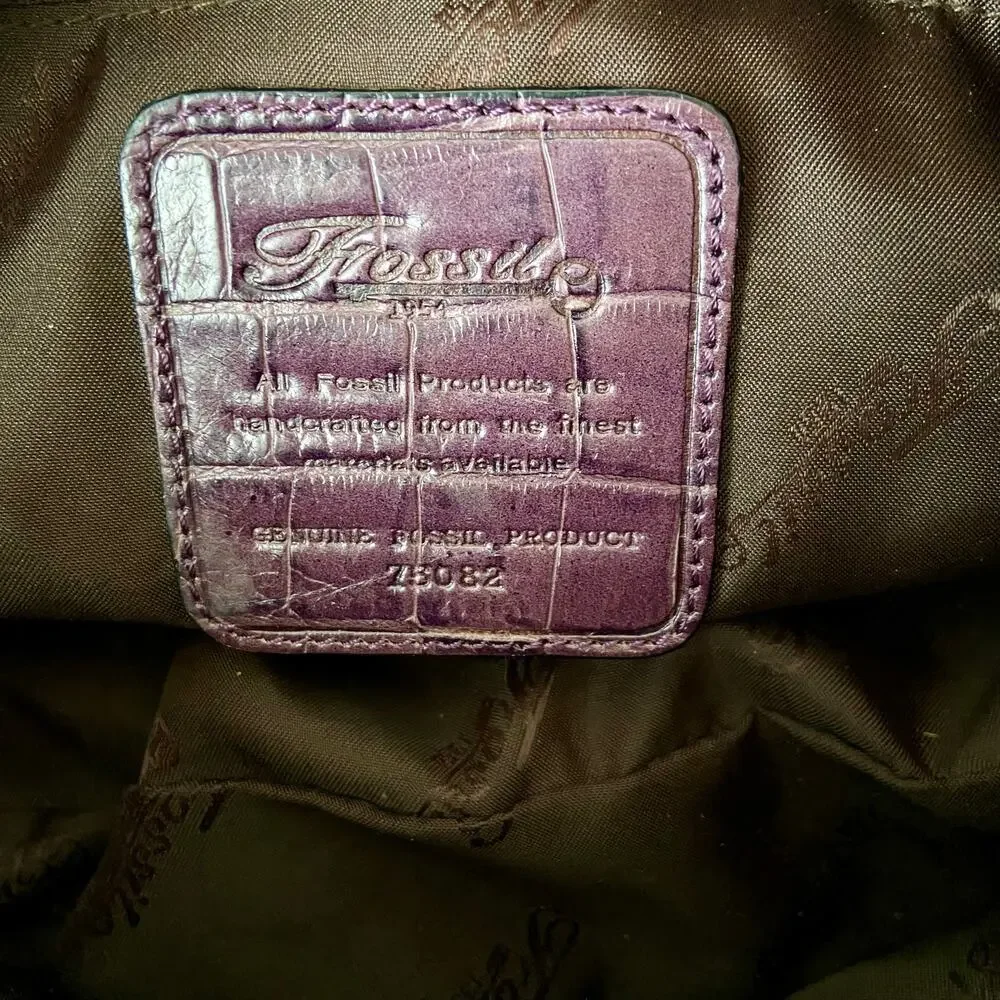 Fossil
1954
All Fossil Products are
handcrafted from the finest
materials available
GENUINE FOSSIL PRODUCT
75082